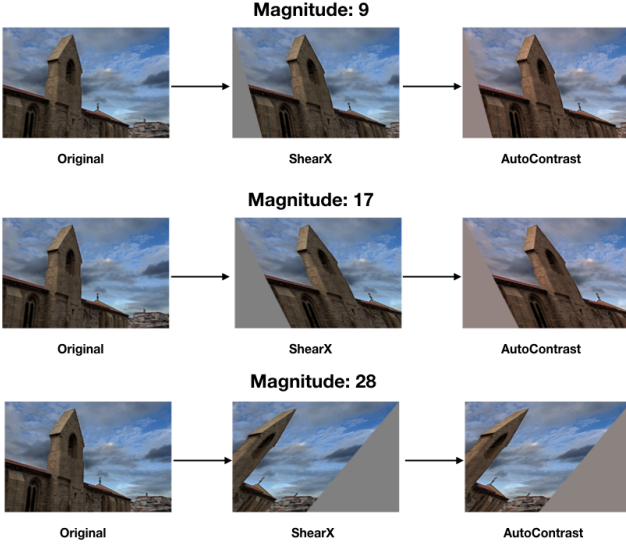 Magnitude: 9
Original
ShearX
AutoContrast
Magnitude: 17
Original
ShearX
AutoContrast
Magnitude: 28
Original
ShearX
AutoContrast